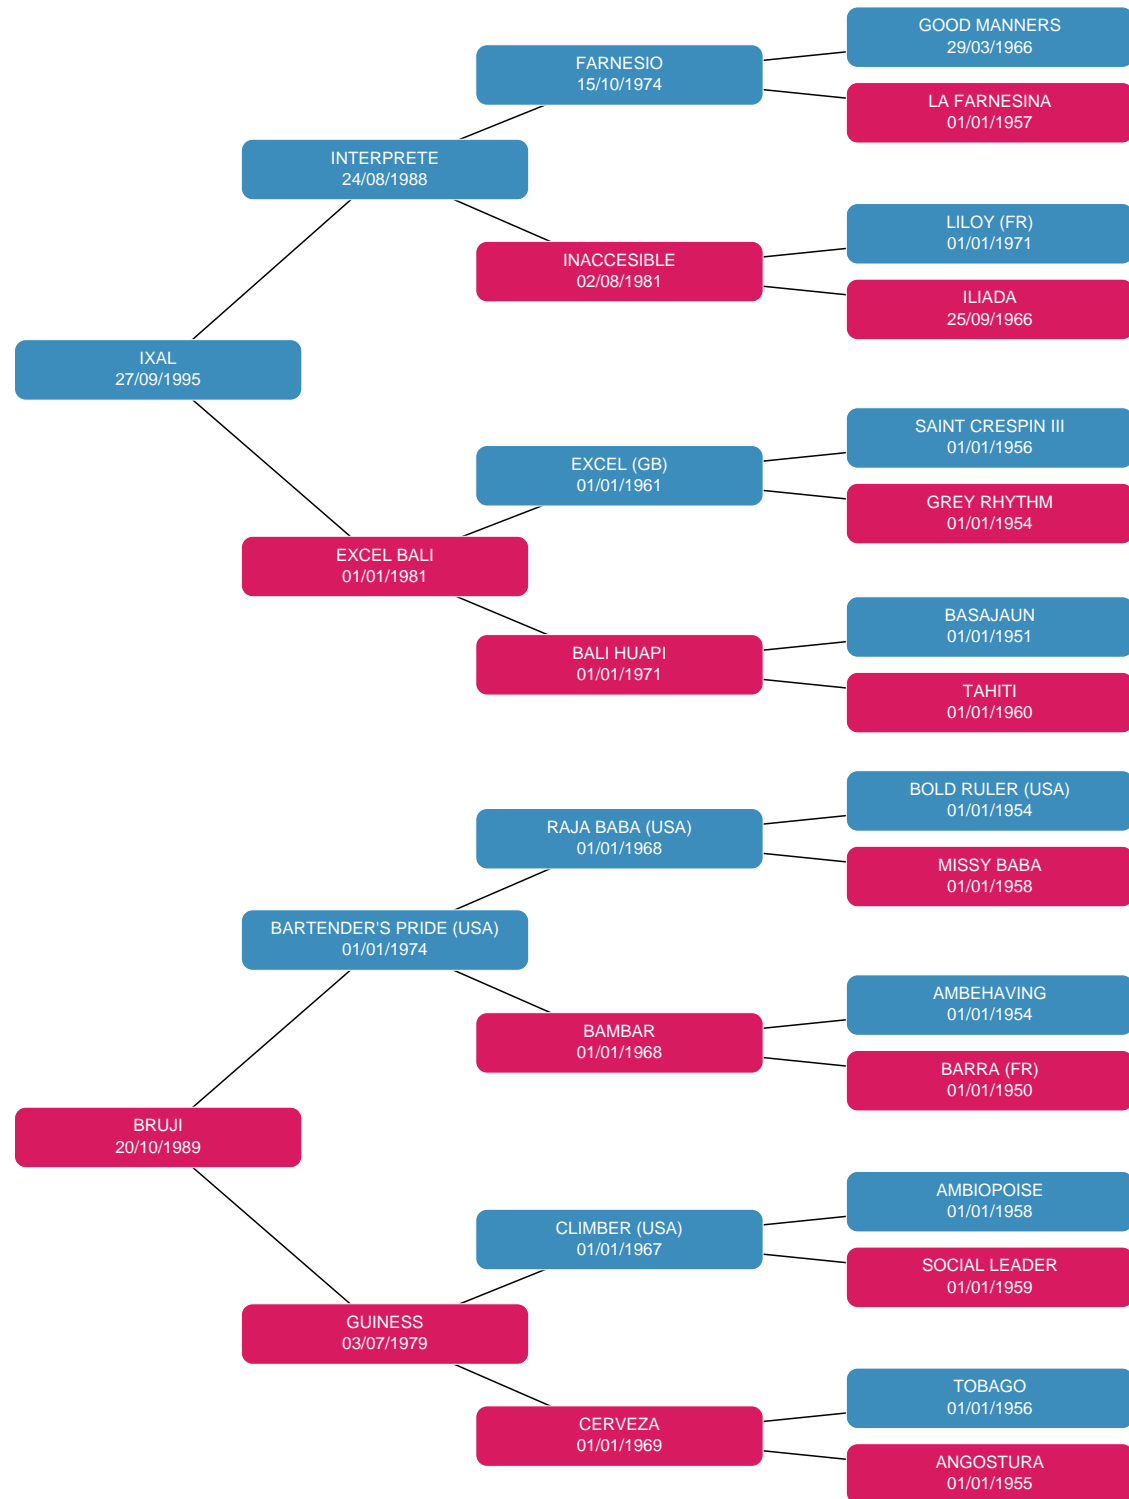 GOOD MANNERS
29/03/1966
FARNESIO
15/10/1974
LA FARNESINA
01/01/1957
INTERPRETE
24/08/1988
LILOY (FR)
01/01/1971
INACCESIBLE
02/08/1981
ILIADA
25/09/1966
IXAL
27/09/1995
SAINT CRESPIN III
01/01/1956
EXCEL (GB)
01/01/1961
GREY RHYTHM
01/01/1954
EXCEL BALI
01/01/1981
BASAJAUN
01/01/1951
BALI HUAPI
01/01/1971
TAHITI
01/01/1960
BOLD RULER (USA)
01/01/1954
RAJA BABA (USA)
01/01/1968
MISSY BABA
01/01/1958
BARTENDER'S PRIDE (USA)
01/01/1974
AMBEHAVING
01/01/1954
BAMBAR
01/01/1968
BARRA (FR)
01/01/1950
BRUJI
20/10/1989
AMBIOPOISE
01/01/1958
CLIMBER (USA)
01/01/1967
SOCIAL LEADER
01/01/1959
GUINESS
03/07/1979
TOBAGO
01/01/1956
CERVEZA
01/01/1969
ANGOSTURA
01/01/1955